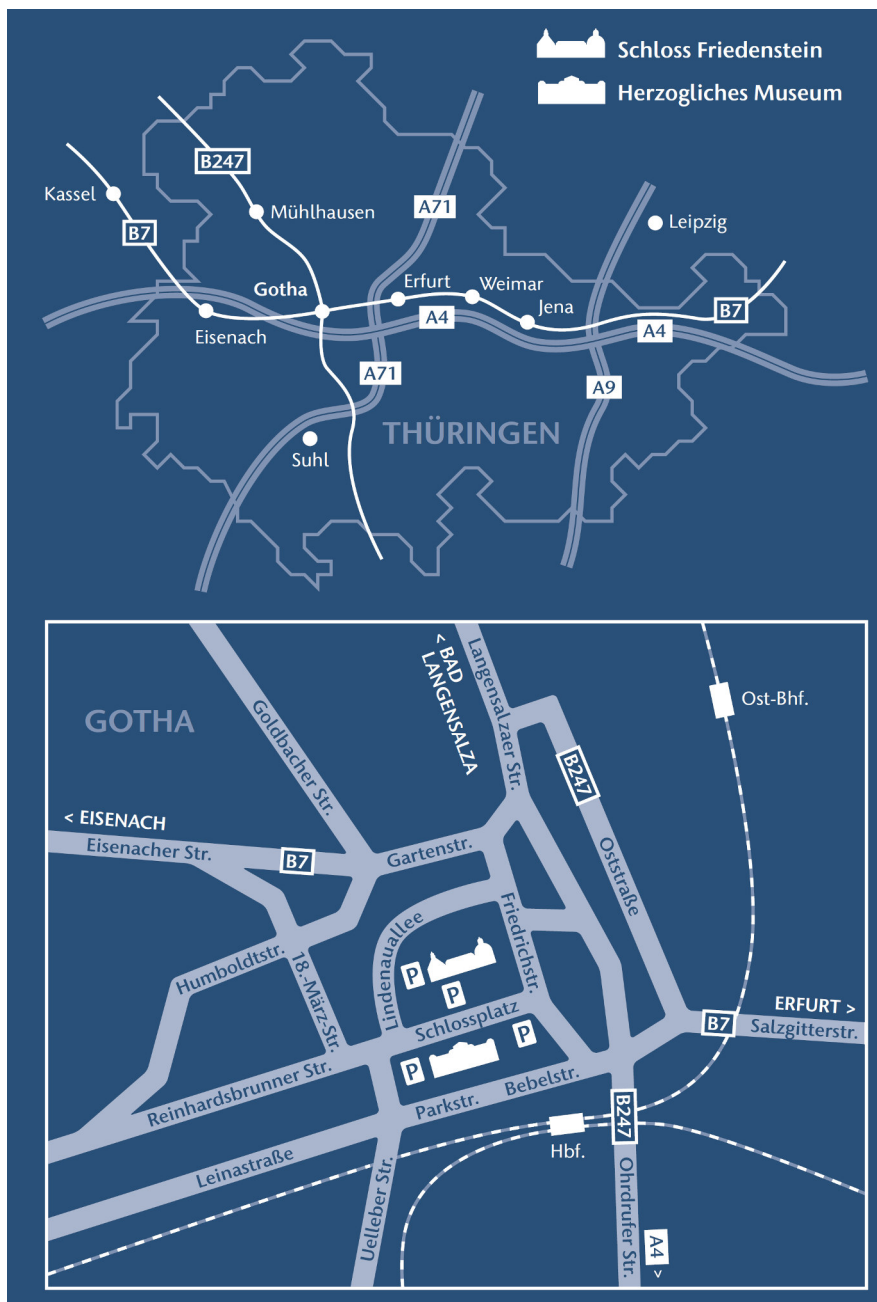 Schloss Friedenstein
Herzogliches Museum
B247
Kassel
Mühlhausen
A71
B7
Leipzig
Gotha
Erfurt
Weimar
Jena
Eisenach
A4
B7
A4
A71
A9
THÜRINGEN
Suhl
< BAD
LANGENSALZA
Langensalzaer Str.
Ost-Bhf.
GOTHA
Goldbacher Str.
B247
< EISENACH
Eisenacher Str.
B7
Gartenstr.
Oststraße
Lindenauallee
Friedrichstr.
Humboldtstr.
18.-März-Str.
P
P
Schlossplatz
P
ERFURT >
B7
Salzgitterstr.
P
Reinhardsbrunner Str.
Parkstr.
Bebelstr.
B247
Hbf.
Leinastraße
Uelleber Str.
Ohrdrufer Str.
A4 >